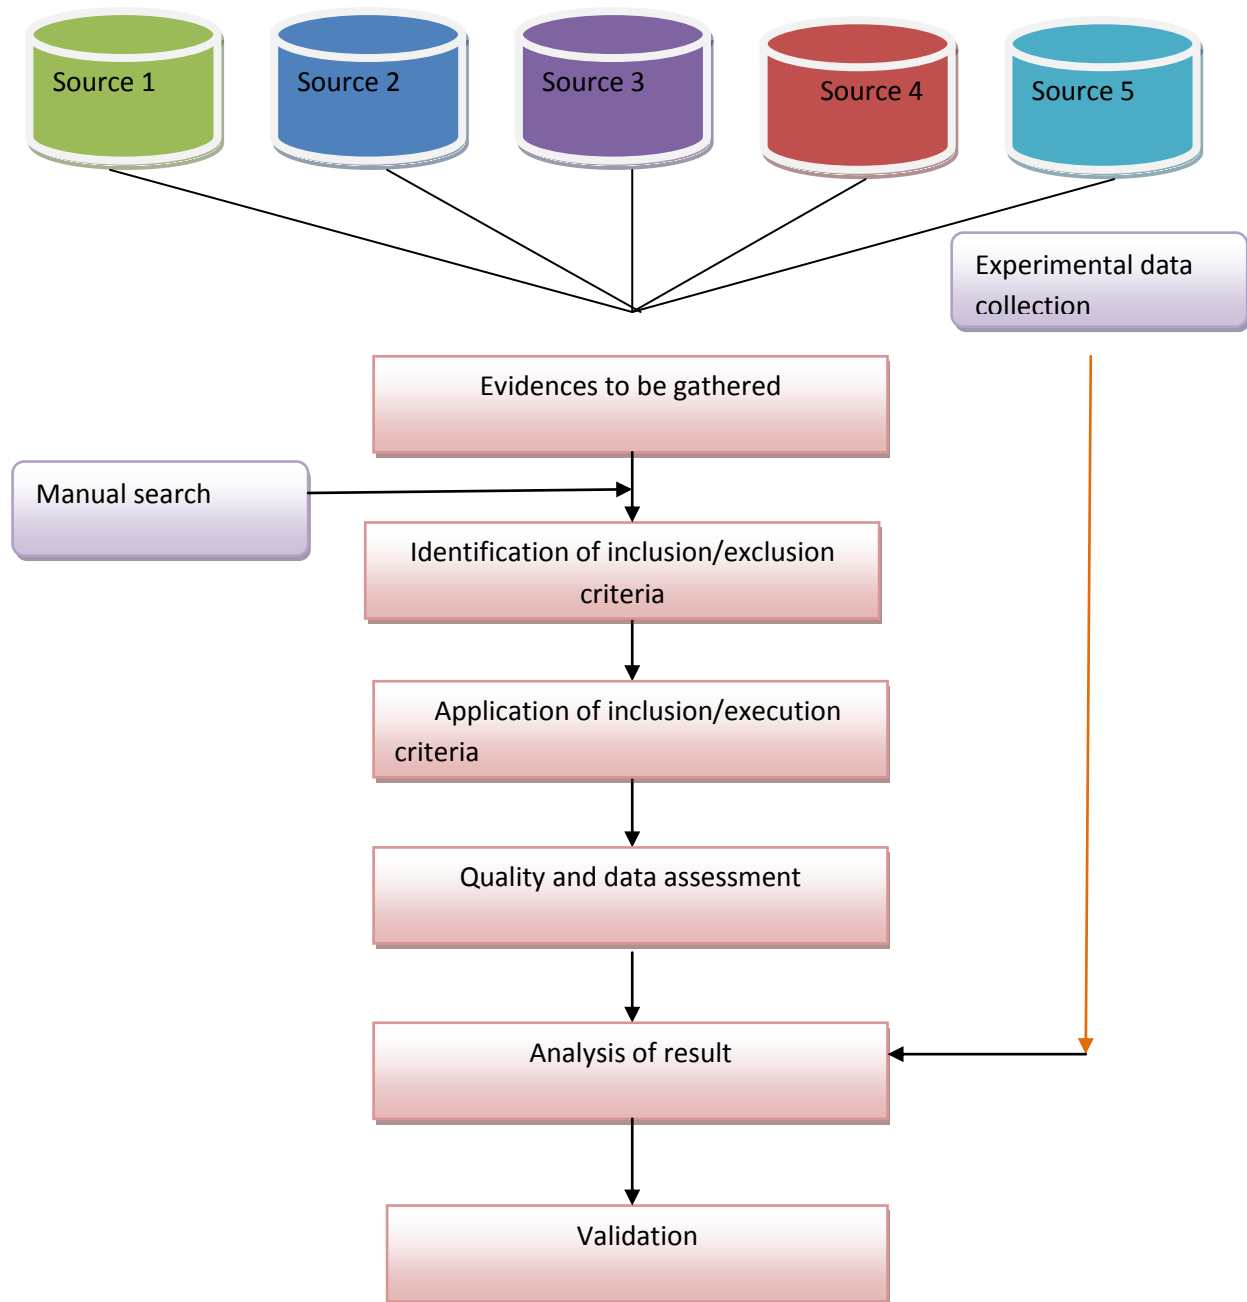 Source 1
Source 2
Source 3
Source 4
Source 5
Experimental data
collection
Evidences to be gathered
Manual search
Identification of inclusion/exclusion
criteria
Application of inclusion/execution
criteria
Quality and data assessment
Analysis of result
Validation